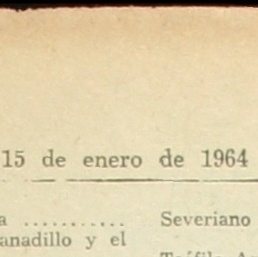 15 de enero de 1964
a ...........
anadillo y el
Severiano